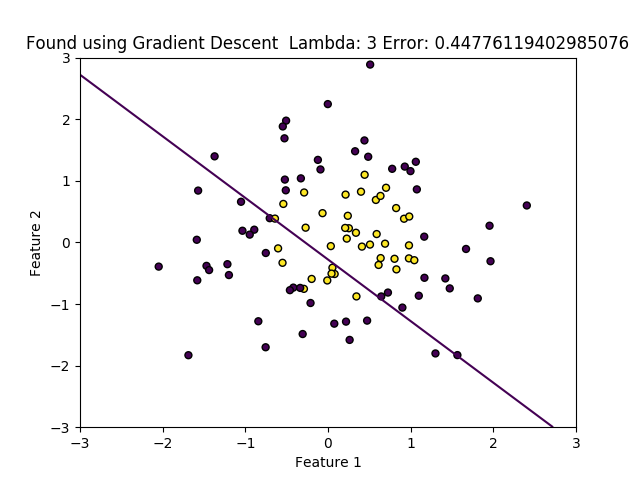 Found using Gradient Descent  Lambda: 3 Error: 0.44776119402985076
3
2
1
0
−1
−2
−3
Feature 2
−3 −2 −1 0 1 2 3
Feature 1